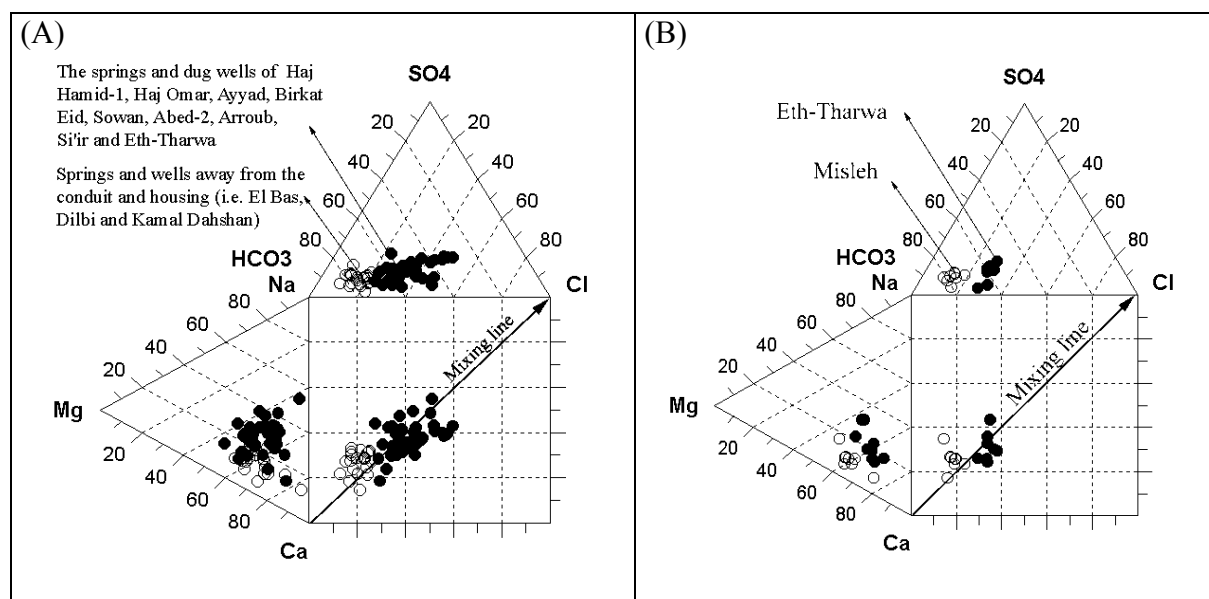 (A)
The springs and dug wells of Haj
Hamid-1, Haj Omar, Ayyad, Birkat
Eid, Sowan, Abed-2, Arroub,
Si'ir and Eth-Tharwa
Springs and wells away from the
conduit and housing (i.e. El Bas,
Dilbi and Kamal Dahshan)
SO4
20
20
40
40
60
60
80
80
HCO3
Na
Cl
80
60
40
20
Mg
20
40
60
80
Ca
Mixing line
(B)
Eth-Tharwa
Misleh
SO4
20
20
40
40
60
60
80
80
HCO3
Na
Cl
80
60
40
20
Mg
20
40
60
80
Ca
Mixing line